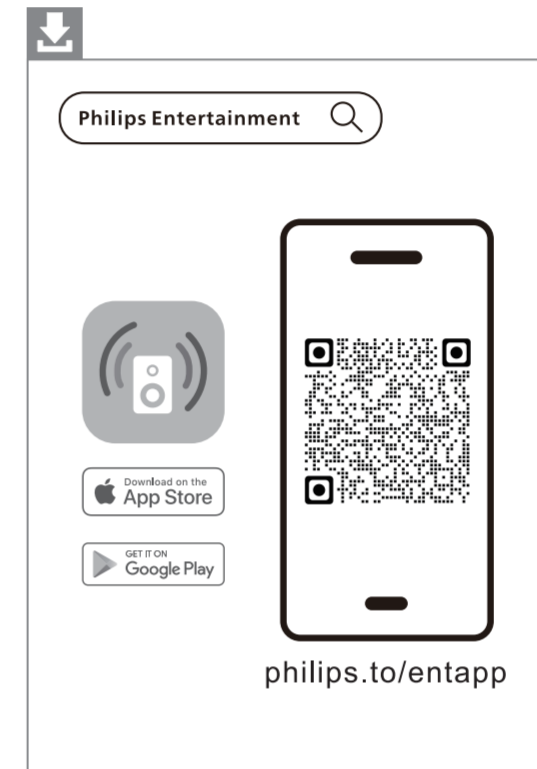 Philips Entertainment
Download on the
App Store
GET IT ON
Google Play
philips.to/entapp